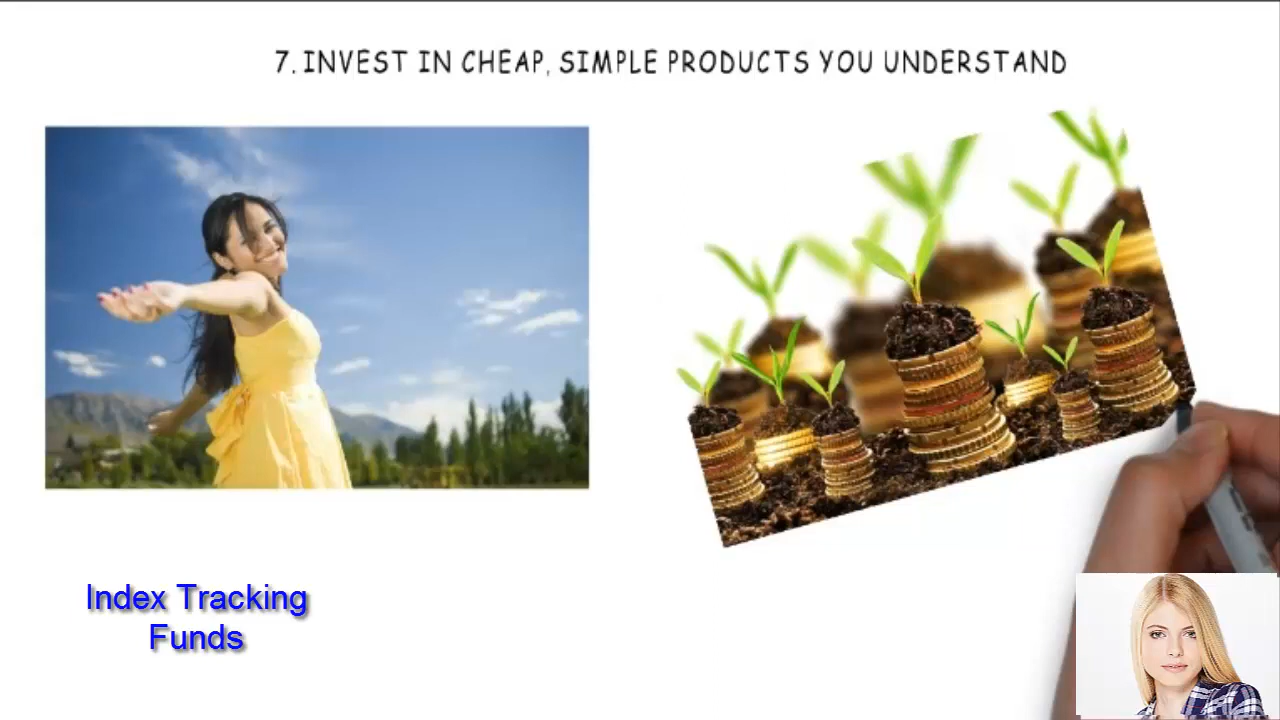 7. INVEST IN CHEAP, SIMPLE PRODUCTS YOU UNDERSTAND
Index Tracking
Funds